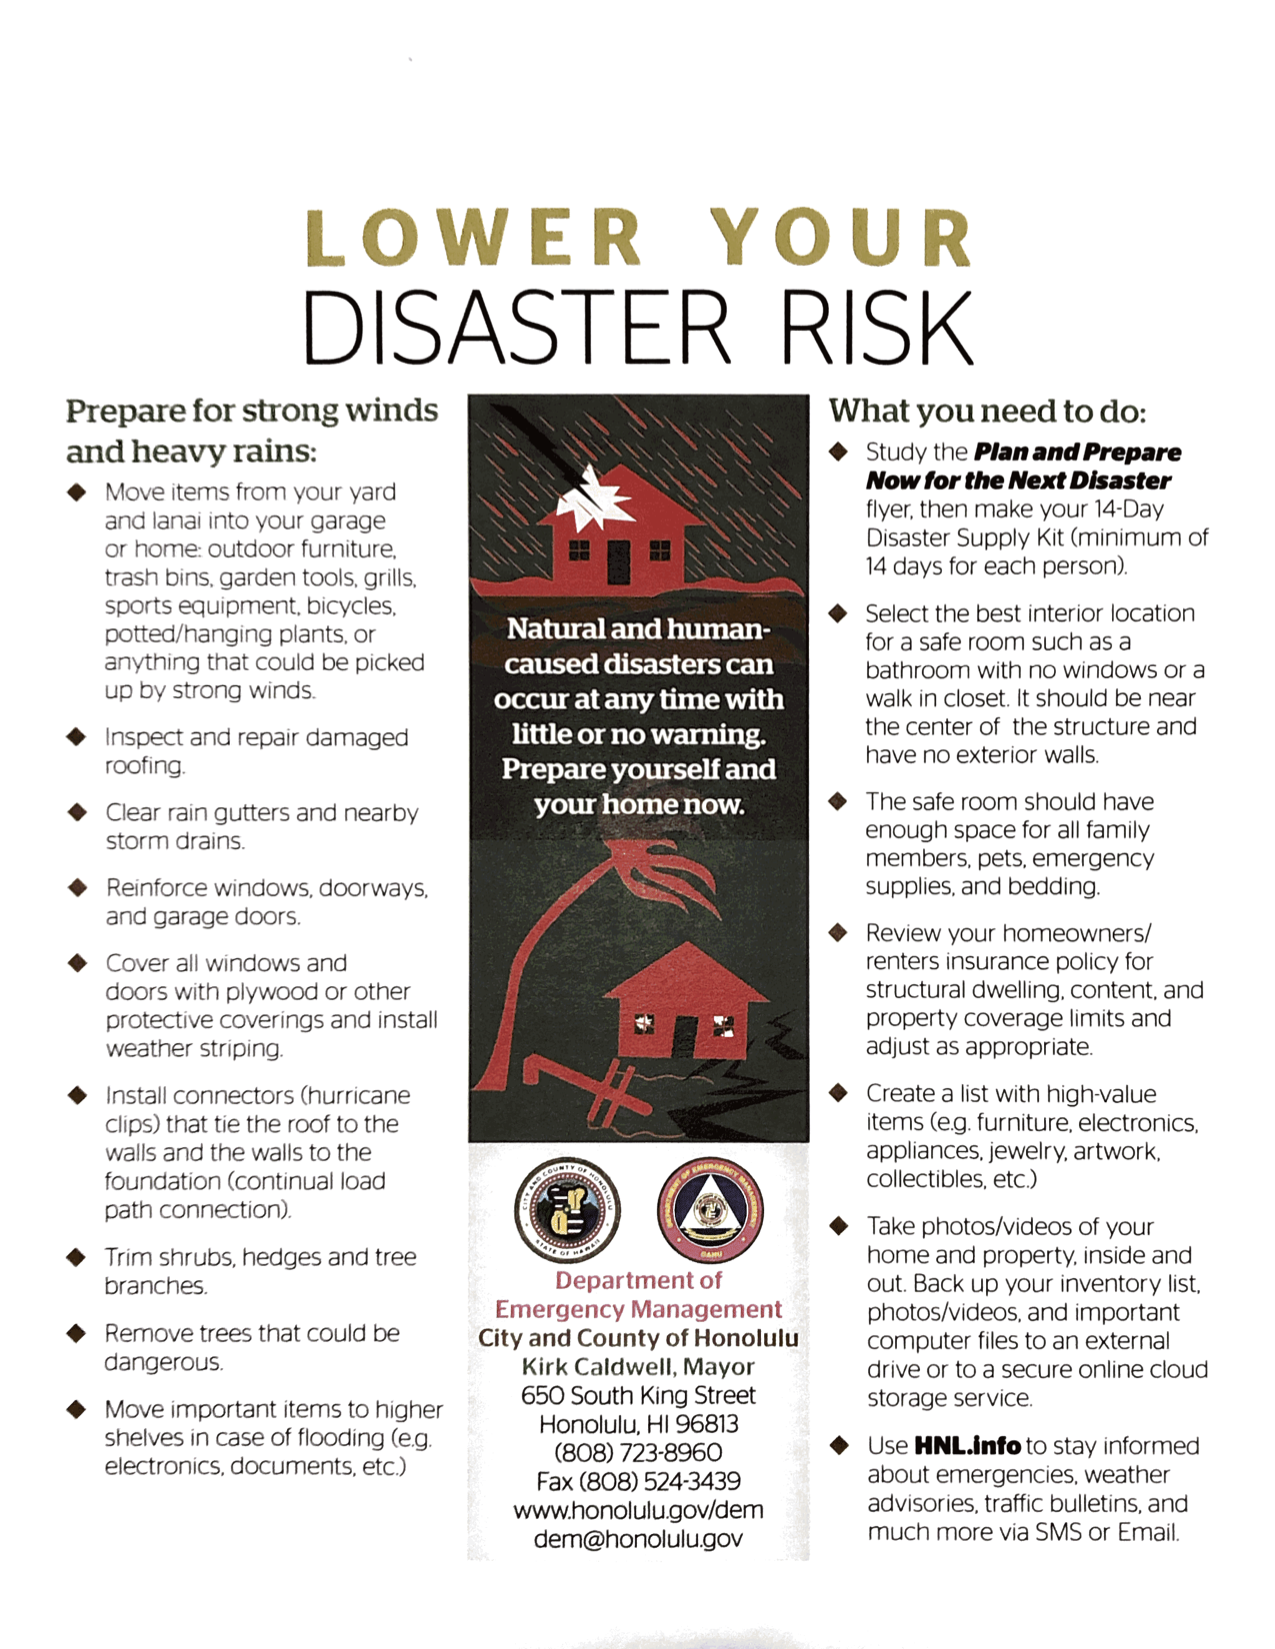 LOWER YOUR
DISASTER RISK
Prepare for strong winds
and heavy rains:
◆ Move items from your yard
and lanai into your garage
or home: outdoor furniture,
trash bins, garden tools, grills,
sports equipment, bicycles,
potted/hanging plants, or
anything that could be picked
up by strong winds.
◆ Inspect and repair damaged
roofing.
◆ Clear rain gutters and nearby
storm drains.
◆ Reinforce windows, doorways,
and garage doors.
◆ Cover all windows and
doors with plywood or other
protective coverings and install
weather striping.
◆ Install connectors (hurricane
clips) that tie the roof to the
walls and the walls to the
foundation (continual load
path connection).
◆ Trim shrubs, hedges and tree
branches.
◆ Remove trees that could be
dangerous.
◆ Move important items to higher
shelves in case of flooding (e.g.
electronics, documents, etc.)
Natural and human-
caused disasters can
occur at any time with
little or no warning.
Prepare yourself and
your home now.
CITY AND COUNTY OF HONOLULU
STATE OF HAWAII
DEPARTMENT OF EMERGENCY MANAGEMENT
OAHU
Department of
Emergency Management
City and County of Honolulu
Kirk Caldwell, Mayor
650 South King Street
Honolulu, HI 96813
(808) 723-8960
Fax (808) 524-3439
www.honolulu.gov/dem
dem@honolulu.gov
What you need to do:
◆ Study the Plan and Prepare
Now for the Next Disaster
flyer, then make your 14-Day
Disaster Supply Kit (minimum of
14 days for each person).
◆ Select the best interior location
for a safe room such as a
bathroom with no windows or a
walk in closet. It should be near
the center of the structure and
have no exterior walls.
◆ The safe room should have
enough space for all family
members, pets, emergency
supplies, and bedding.
◆ Review your homeowners/
renters insurance policy for
structural dwelling, content, and
property coverage limits and
adjust as appropriate.
◆ Create a list with high-value
items (e.g. furniture, electronics,
appliances, jewelry, artwork,
collectibles, etc.)
◆ Take photos/videos of your
home and property, inside and
out. Back up your inventory list,
photos/videos, and important
computer files to an external
drive or to a secure online cloud
storage service.
◆ Use HNL.info to stay informed
about emergencies, weather
advisories, traffic bulletins, and
much more via SMS or Email.